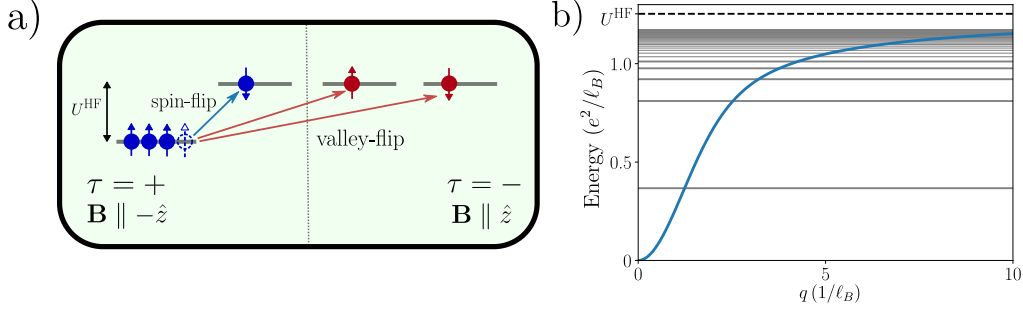 a)
U^HF
spin-flip
valley-flip
τ = +
B ∥ −ẑ
τ = −
B ∥ ẑ
b)
U^HF
1.0
0.5
0
Energy (e²/ℓ_B)
0
5
10
q (1/ℓ_B)